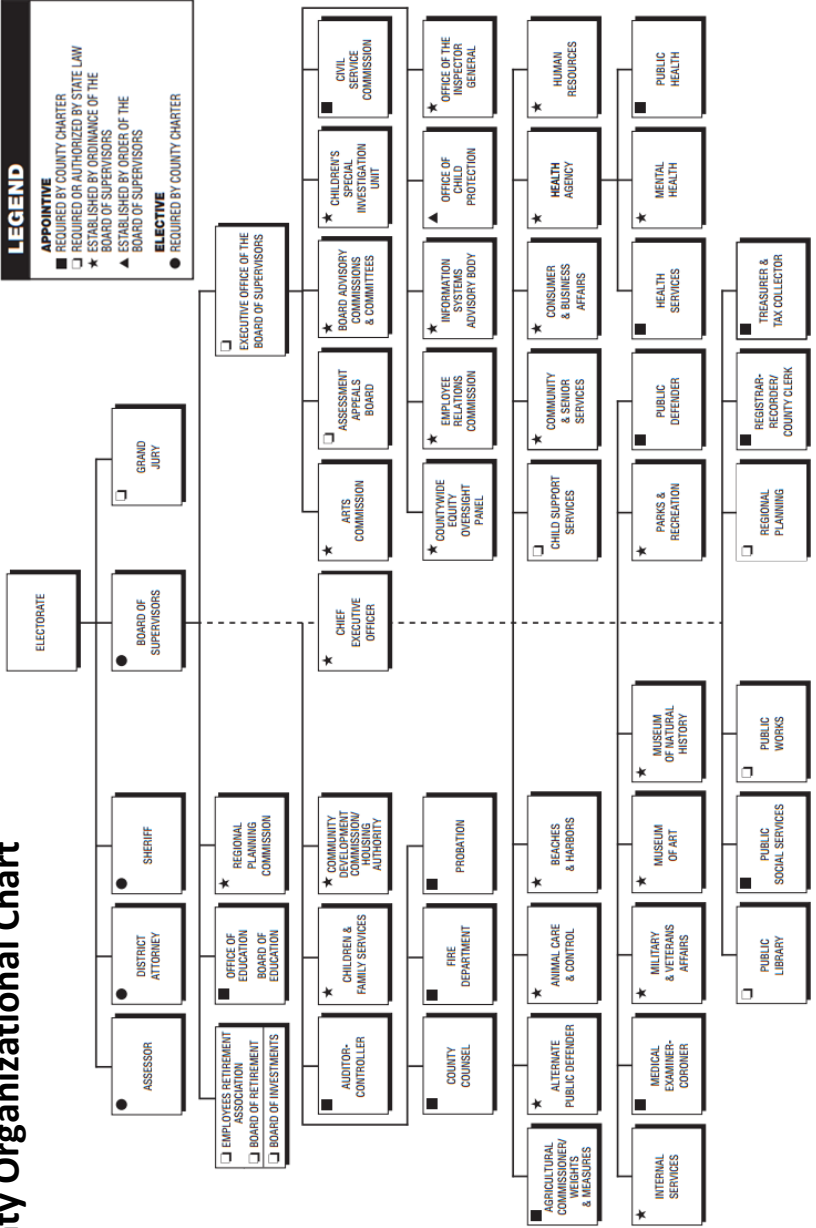 ty Organizational Chart
LEGEND
APPOINTIVE
■ REQUIRED BY COUNTY CHARTER
❏ REQUIRED OR AUTHORIZED BY STATE LAW
★ ESTABLISHED BY ORDINANCE OF THE
BOARD OF SUPERVISORS
▲ ESTABLISHED BY ORDER OF THE
BOARD OF SUPERVISORS
ELECTIVE
● REQUIRED BY COUNTY CHARTER
ELECTORATE
ASSESSOR
DISTRICT
ATTORNEY
SHERIFF
BOARD OF
SUPERVISORS
GRAND
JURY
EMPLOYEES RETIREMENT
ASSOCIATION
BOARD OF RETIREMENT
BOARD OF INVESTMENTS
OFFICE OF
EDUCATION
BOARD OF
EDUCATION
REGIONAL
PLANNING
COMMISSION
EXECUTIVE OFFICE OF THE
BOARD OF SUPERVISORS
AUDITOR-
CONTROLLER
CHILDREN &
FAMILY SERVICES
COMMUNITY
DEVELOPMENT
COMMISSION/
HOUSING
AUTHORITY
CHIEF
EXECUTIVE
OFFICER
ARTS
COMMISSION
ASSESSMENT
APPEALS
BOARD
BOARD ADVISORY
COMMISSIONS
& COMMITTEES
CHILDREN'S
SPECIAL
INVESTIGATION
UNIT
CIVIL
SERVICE
COMMISSION
COUNTY
COUNSEL
FIRE
DEPARTMENT
PROBATION
COUNTYWIDE
EQUITY
OVERSIGHT
PANEL
EMPLOYEE
RELATIONS
COMMISSION
INFORMATION
SYSTEMS
ADVISORY BODY
OFFICE OF
CHILD
PROTECTION
OFFICE OF THE
INSPECTOR
GENERAL
AGRICULTURAL
COMMISSIONER/
WEIGHTS
& MEASURES
ALTERNATE
PUBLIC DEFENDER
ANIMAL CARE
& CONTROL
BEACHES
& HARBORS
CHILD SUPPORT
SERVICES
COMMUNITY
& SENIOR
SERVICES
CONSUMER
& BUSINESS
AFFAIRS
HEALTH
AGENCY
HUMAN
RESOURCES
INTERNAL
SERVICES
MEDICAL
EXAMINER-
CORONER
MILITARY
& VETERANS
AFFAIRS
MUSEUM
OF ART
MUSEUM
OF NATURAL
HISTORY
PARKS &
RECREATION
PUBLIC
DEFENDER
HEALTH
SERVICES
MENTAL
HEALTH
PUBLIC
HEALTH
PUBLIC
LIBRARY
PUBLIC
SOCIAL SERVICES
PUBLIC
WORKS
REGIONAL
PLANNING
REGISTRAR-
RECORDER/
COUNTY CLERK
TREASURER &
TAX COLLECTOR